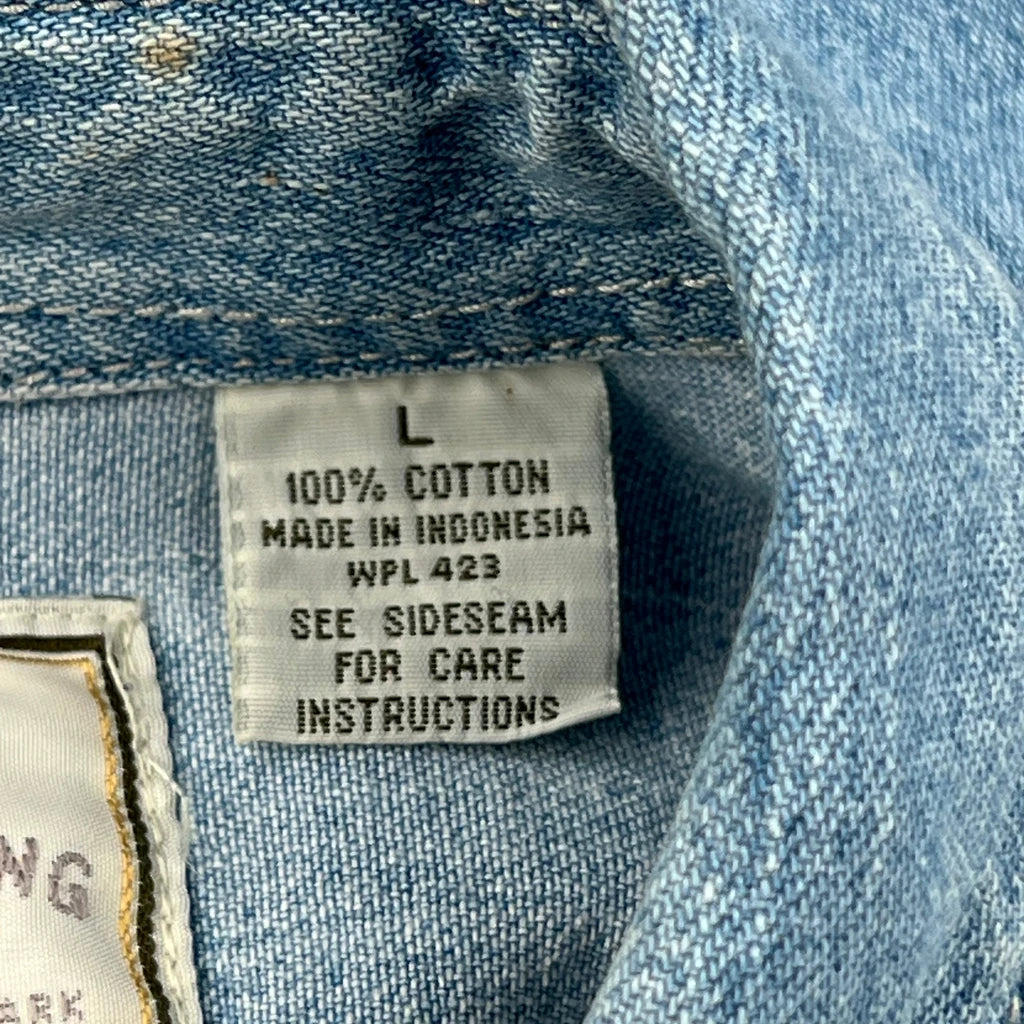 L
100% COTTON
MADE IN INDONESIA
WPL 423
SEE SIDESEAM
FOR CARE
INSTRUCTIONS